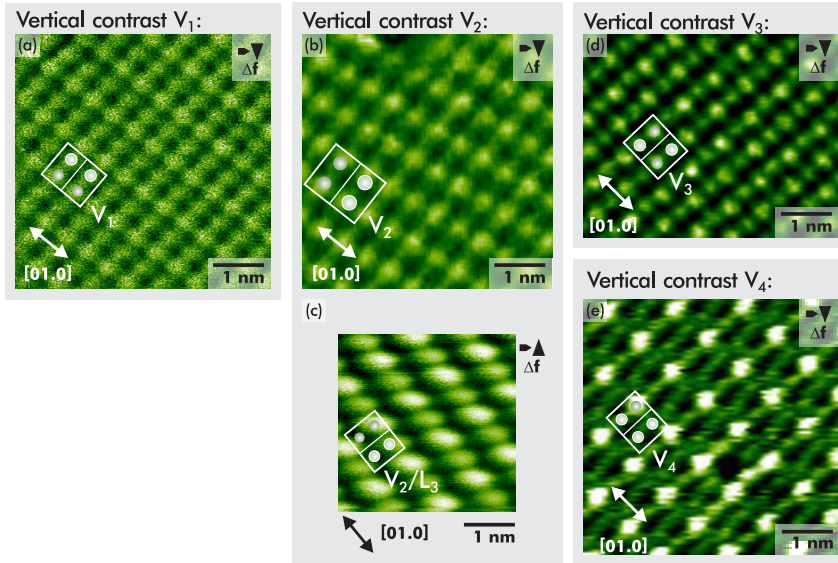 Vertical contrast V₁:
(a)
Δf
V₁
[01.0]
1 nm
Vertical contrast V₂:
(b)
Δf
V₂
[01.0]
1 nm
(c)
Δf
V₂/L₃
[01.0]
1 nm
Vertical contrast V₃:
(d)
Δf
V₃
[01.0]
1 nm
Vertical contrast V₄:
(e)
Δf
V₄
[01.0]
1 nm